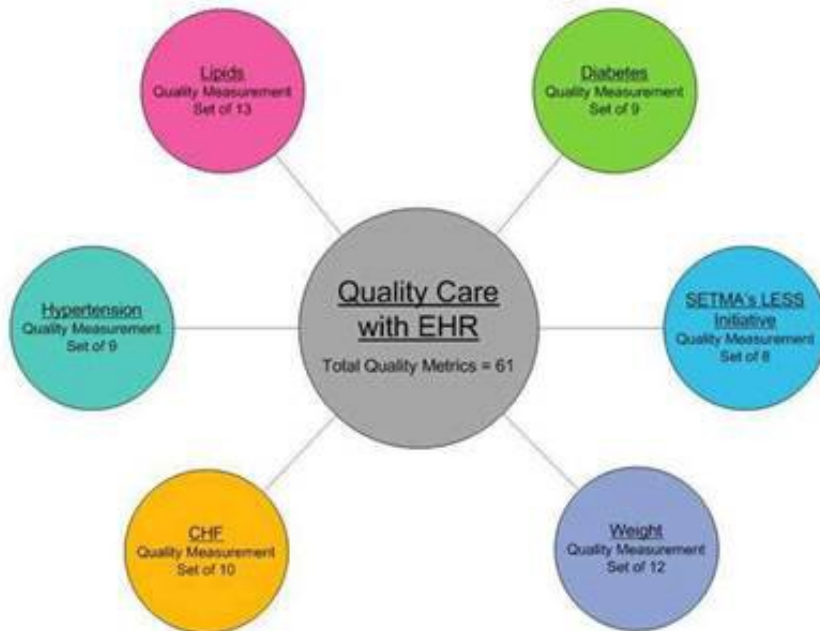 Lipids
Quality Measurement
Set of 13
Diabetes
Quality Measurement
Set of 9
Hypertension
Quality Measurement
Set of 9
Quality Care
with EHR
Total Quality Metrics = 61
SETMA's LESS
Initiative
Quality Measurement
Set of 8
CHF
Quality Measurement
Set of 10
Weight
Quality Measurement
Set of 12